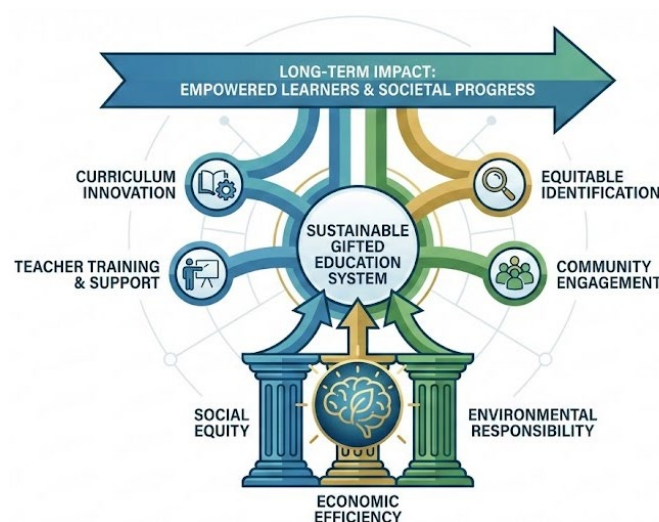 LONG-TERM IMPACT:
EMPOWERED LEARNERS & SOCIETAL PROGRESS
CURRICULUM
INNOVATION
EQUITABLE
IDENTIFICATION
SUSTAINABLE
GIFTED
EDUCATION
SYSTEM
TEACHER TRAINING
& SUPPORT
COMMUNITY
ENGAGEMENT
SOCIAL
EQUITY
ENVIRONMENTAL
RESPONSIBILITY
ECONOMIC
EFFICIENCY